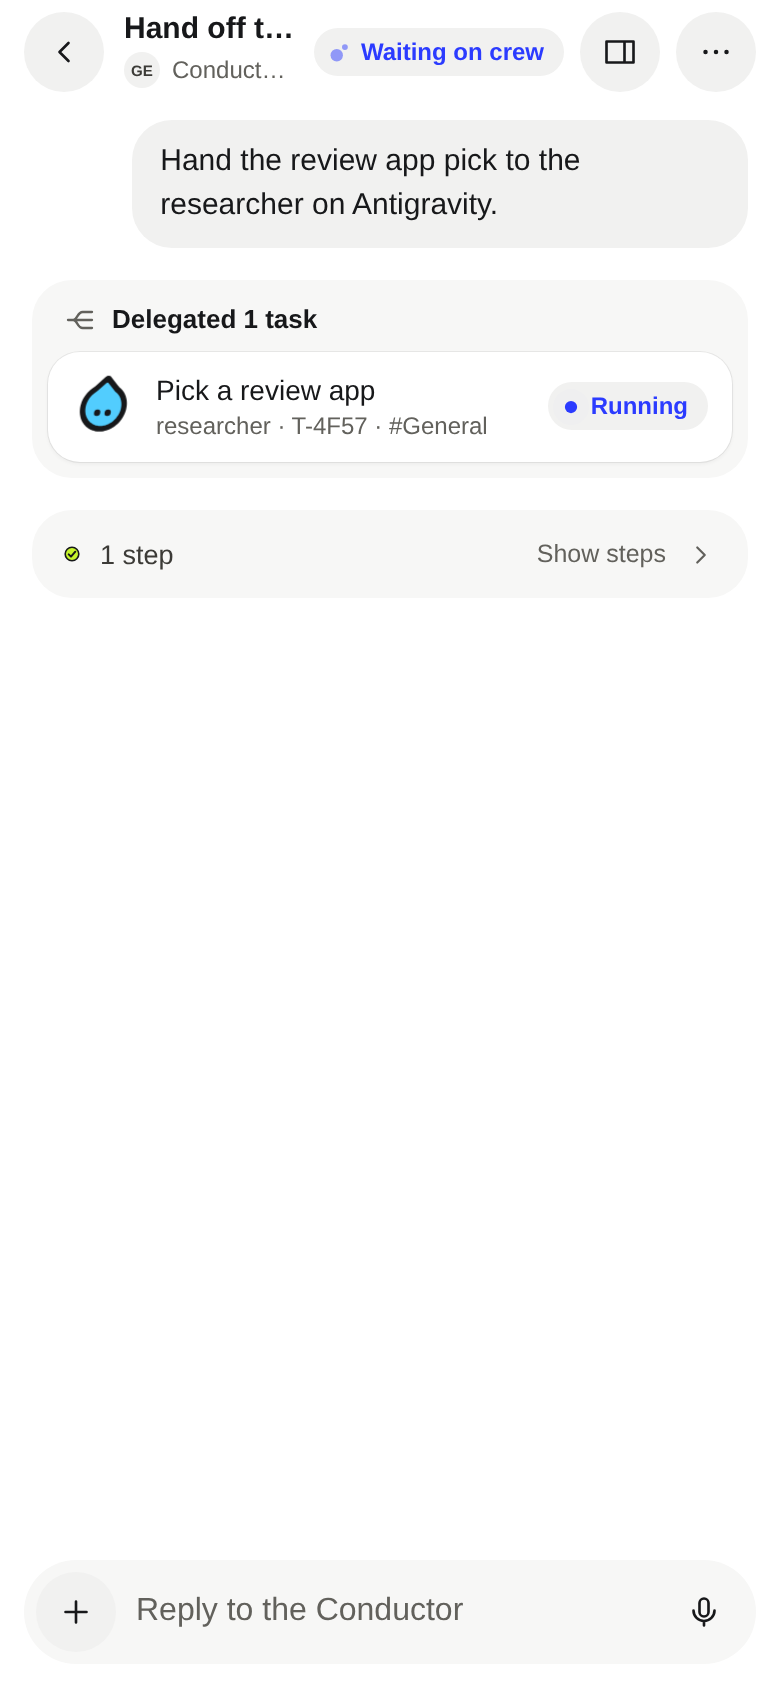 Hand off t…
GE Conduct…
Waiting on crew
Hand the review app pick to the
researcher on Antigravity.
Delegated 1 task
Pick a review app
researcher · T-4F57 · #General
Running
1 step
Show steps
Reply to the Conductor